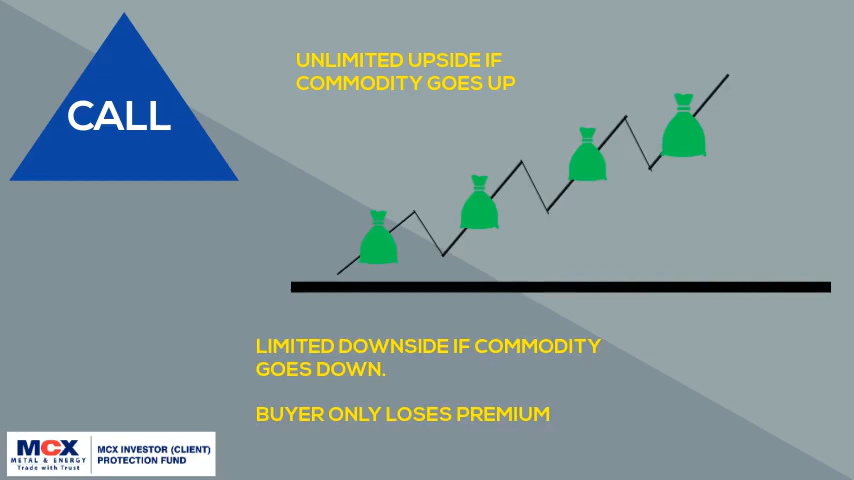 CALL
UNLIMITED UPSIDE IF
COMMODITY GOES UP
LIMITED DOWNSIDE IF COMMODITY
GOES DOWN.
BUYER ONLY LOSES PREMIUM
MCX
METAL & ENERGY
Trade with Trust
MCX INVESTOR (CLIENT)
PROTECTION FUND